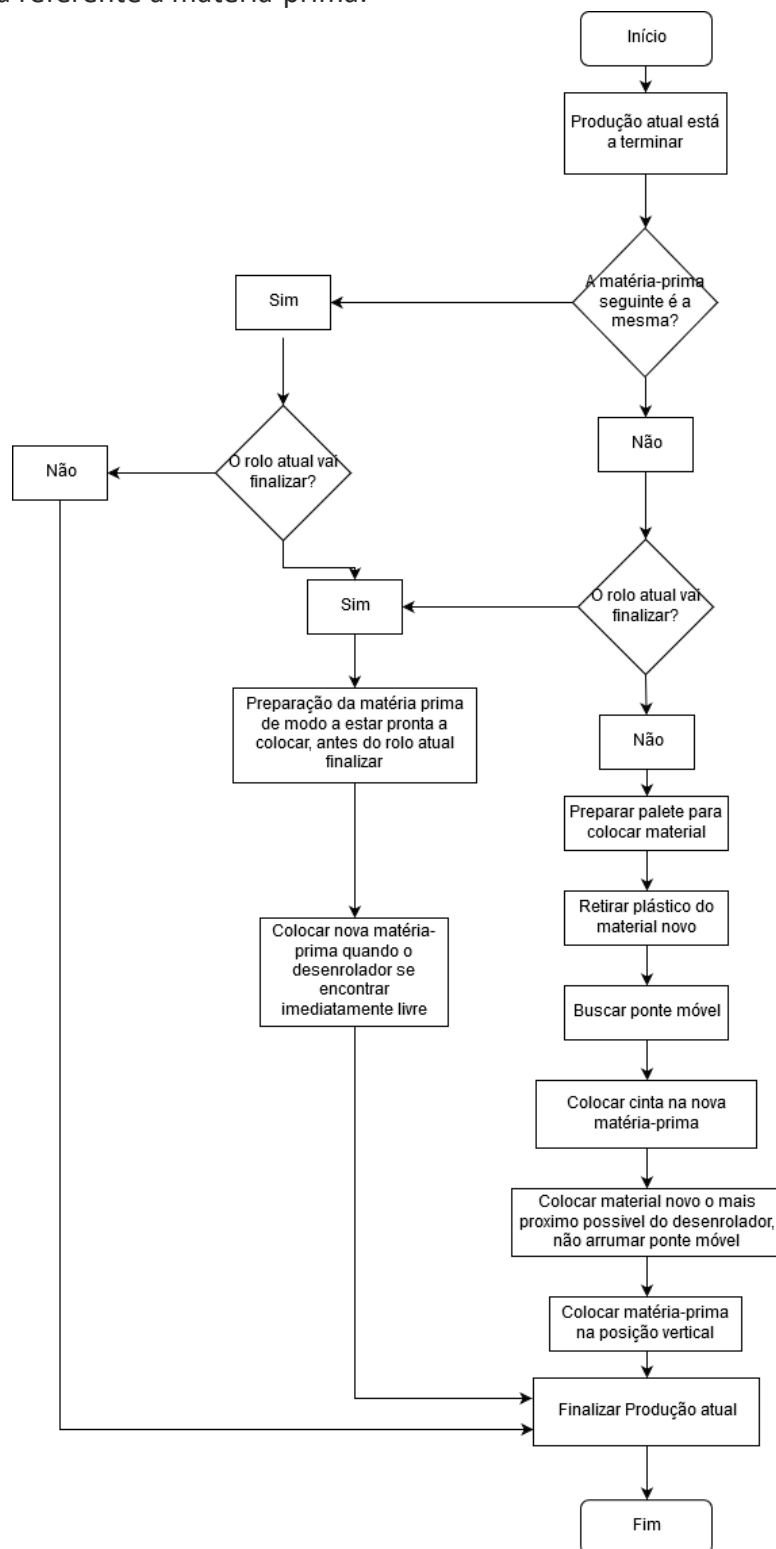 a referente à matéria-prima.
Início
Produção atual está
a terminar
A matéria-prima
seguinte é a
mesma?
Sim
Não
O rolo atual vai
finalizar?
Não
O rolo atual vai
finalizar?
Sim
Não
Preparação da matéria prima
de modo a estar pronta a
colocar, antes do rolo atual
finalizar
Preparar palete para
colocar material
Retirar plástico do
material novo
Colocar nova matéria-
prima quando o
desenrolador se
encontrar
imediatamente livre
Buscar ponte móvel
Colocar cinta na nova
matéria-prima
Colocar material novo o mais
proximo possivel do desenrolador,
não arrumar ponte móvel
Colocar matéria-prima
na posição vertical
Finalizar Produção atual
Fim